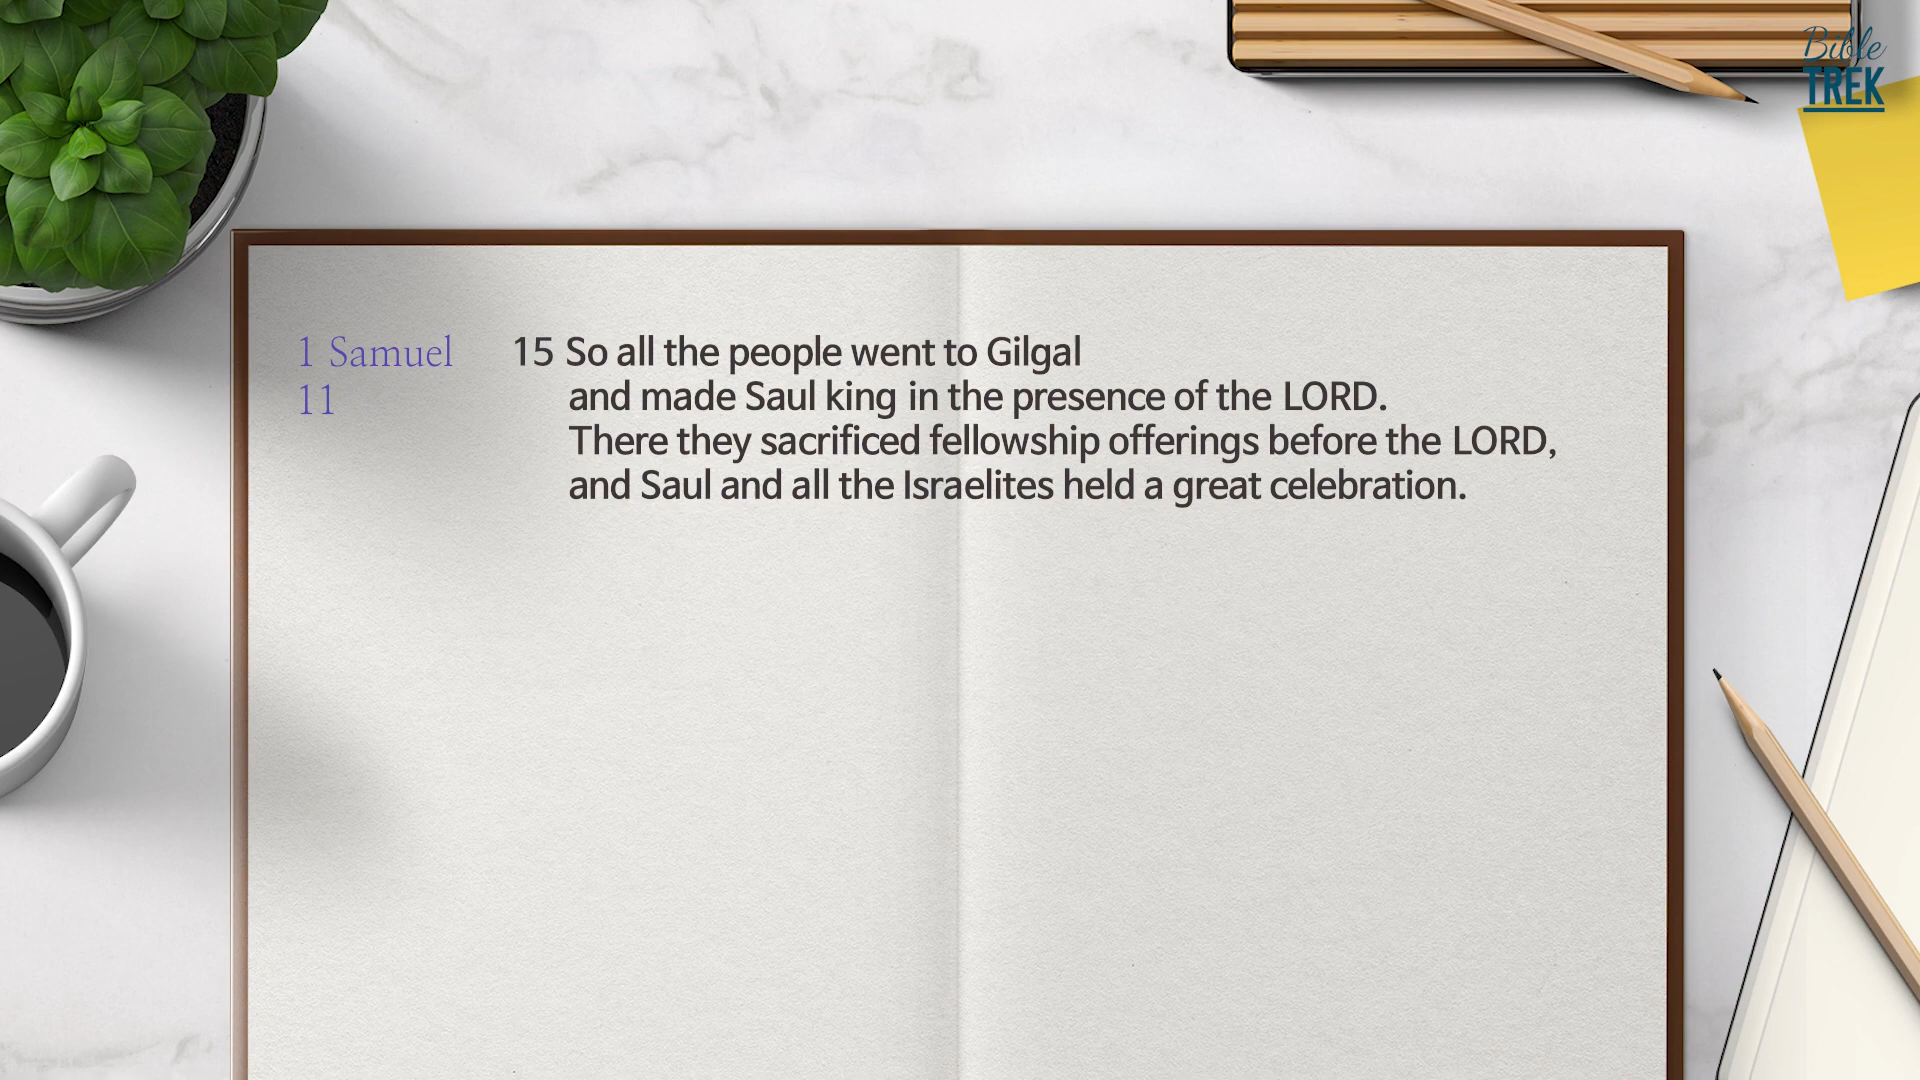 Bible
TREK
1 Samuel
11
15 So all the people went to Gilgal
and made Saul king in the presence of the LORD.
There they sacrificed fellowship offerings before the LORD,
and Saul and all the Israelites held a great celebration.